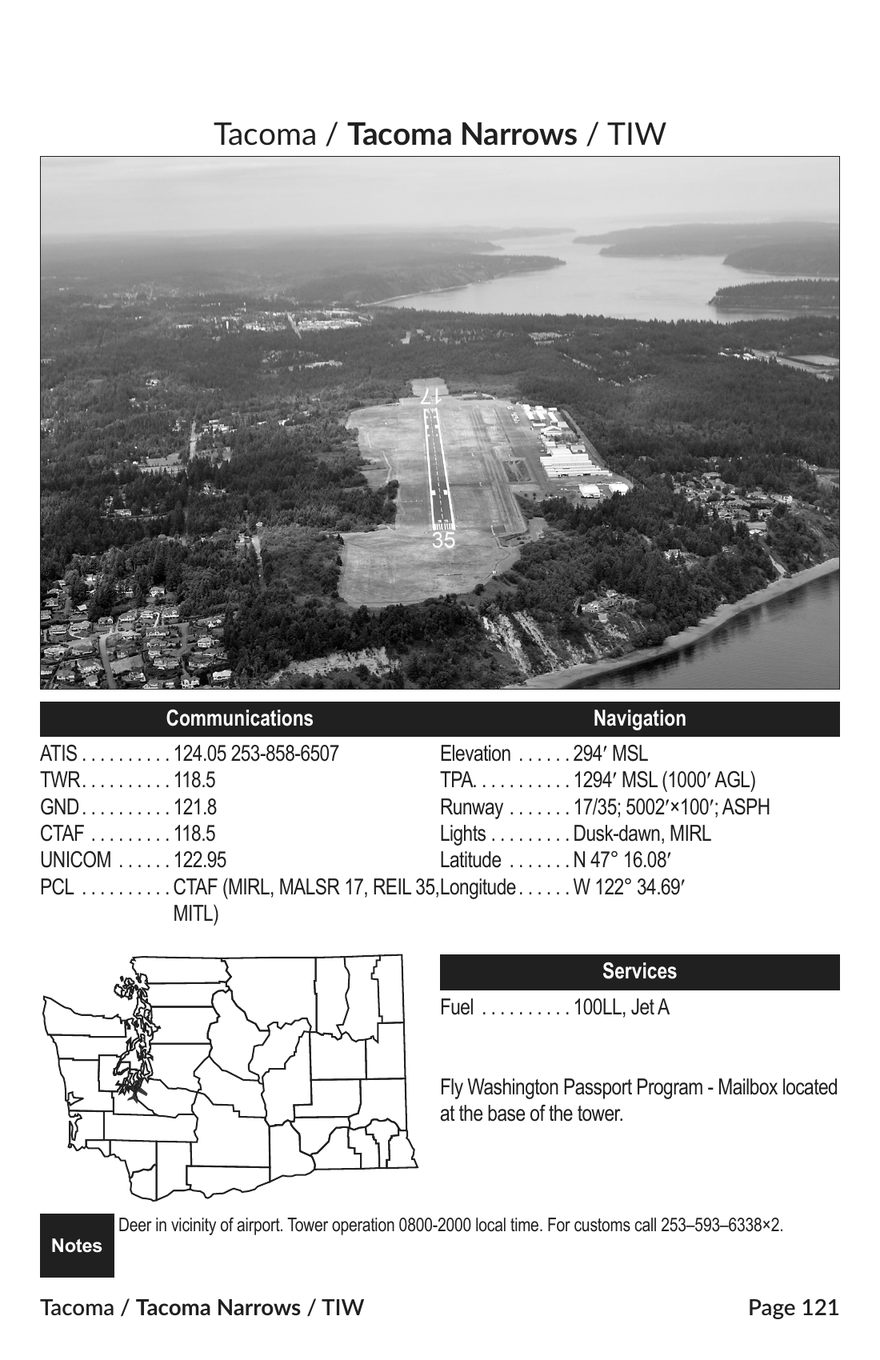 Tacoma / Tacoma Narrows / TIW
17
35
Communications
ATIS . . . . . . . . . . 124.05 253-858-6507
TWR. . . . . . . . . . 118.5
GND . . . . . . . . . . 121.8
CTAF . . . . . . . . . 118.5
UNICOM . . . . . . 122.95
PCL . . . . . . . . . . CTAF (MIRL, MALSR 17, REIL 35,
MITL)
Navigation
Elevation . . . . . . 294′ MSL
TPA. . . . . . . . . . . 1294′ MSL (1000′ AGL)
Runway . . . . . . . 17/35; 5002′×100′; ASPH
Lights . . . . . . . . . Dusk-dawn, MIRL
Latitude . . . . . . . N 47° 16.08′
Longitude . . . . . . W 122° 34.69′
Services
Fuel . . . . . . . . . . 100LL, Jet A
Fly Washington Passport Program - Mailbox located
at the base of the tower.
Notes
Deer in vicinity of airport. Tower operation 0800-2000 local time. For customs call 253–593–6338×2.
Tacoma / Tacoma Narrows / TIW
Page 121